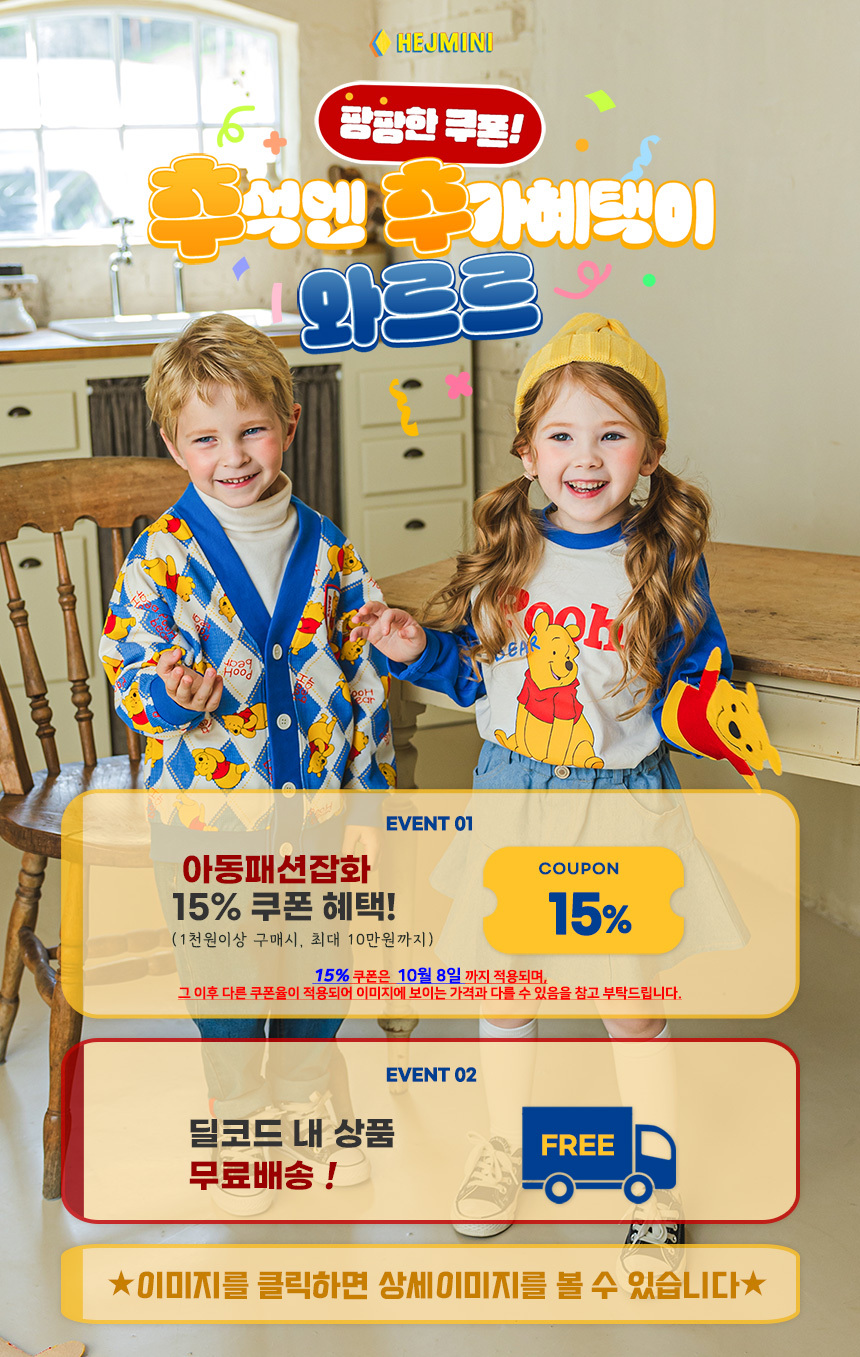 HEJMINI
팡팡한 쿠폰!
추석엔 추가혜택이
와르르
Pooh
BEAR
EVENT 01
아동패션잡화
15% 쿠폰 혜택!
(1천원이상 구매시, 최대 10만원까지)
COUPON
15%
15% 쿠폰은 10월 8일 까지 적용되며,
그 이후 다른 쿠폰율이 적용되어 이미지에 보이는 가격과 다를 수 있음을 참고 부탁드립니다.
EVENT 02
딜코드 내 상품
무료배송 !
FREE
★이미지를 클릭하면 상세이미지를 볼 수 있습니다★